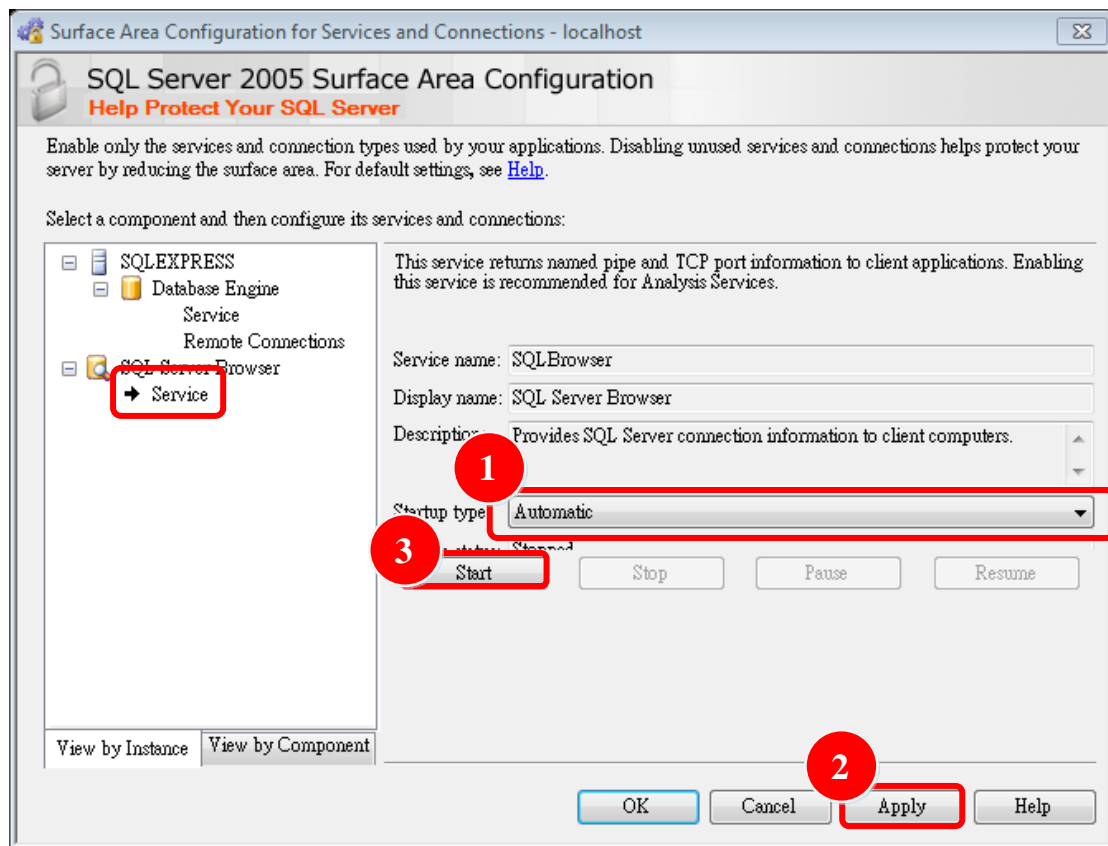 Surface Area Configuration for Services and Connections - localhost
SQL Server 2005 Surface Area Configuration
Help Protect Your SQL Server
Enable only the services and connection types used by your applications. Disabling unused services and connections helps protect your
server by reducing the surface area. For default settings, see Help.
Select a component and then configure its services and connections:
SQLEXPRESS
Database Engine
Service
Remote Connections
SQL Server Browser
Service
View by Instance
View by Component
This service returns named pipe and TCP port information to client applications. Enabling
this service is recommended for Analysis Services.
Service name: SQLBrowser
Display name: SQL Server Browser
Description: Provides SQL Server connection information to client computers.
1
Startup type Automatic
3
status: Stopped
Start Stop Pause Resume
2
OK Cancel Apply Help